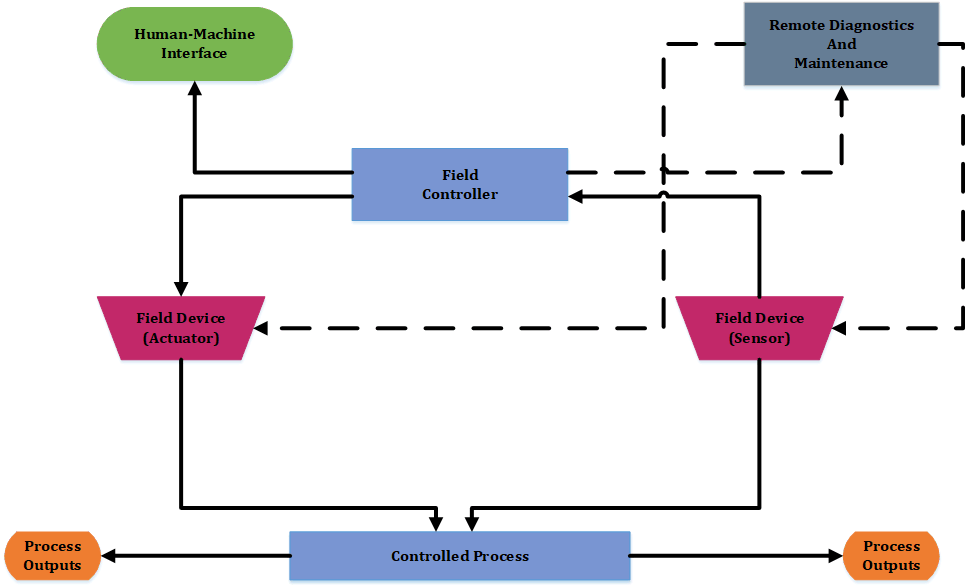 Human-Machine
Interface
Remote Diagnostics
And
Maintenance
Field
Controller
Field Device
(Actuator)
Field Device
(Sensor)
Process
Outputs
Controlled Process
Process
Outputs